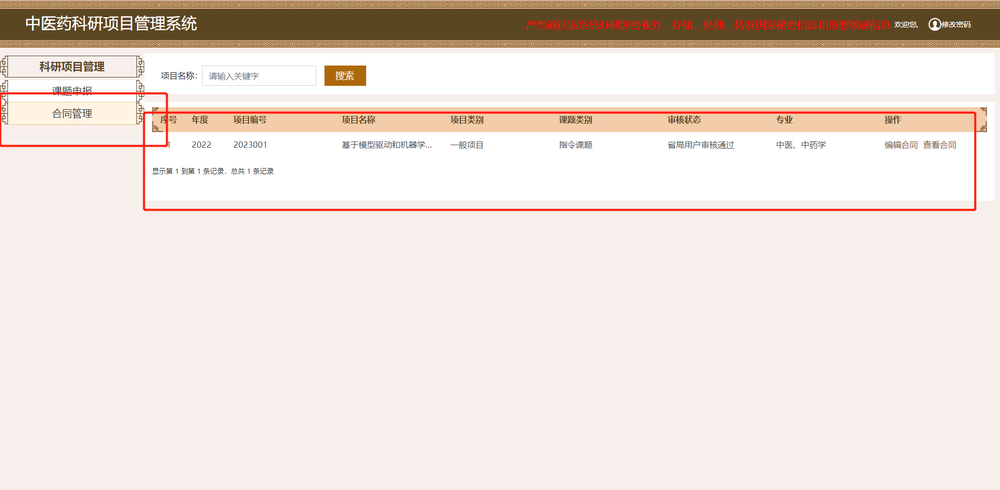 中医药科研项目管理系统
严禁通过该系统办理涉密业务，存储、处理、转发国家秘密信息和重要敏感信息 欢迎您, 修改密码
科研项目管理
课题申报
合同管理
项目名称： 请输入关键字 搜索
序号 年度 项目编号 项目名称 项目类别 课题类别 审核状态 专业 操作
1 2022 2023001 基于模型驱动和机器学... 一般项目 指令课题 省局用户审核通过 中医、中药学 编辑合同 查看合同
显示第 1 到第 1 条记录，总共 1 条记录